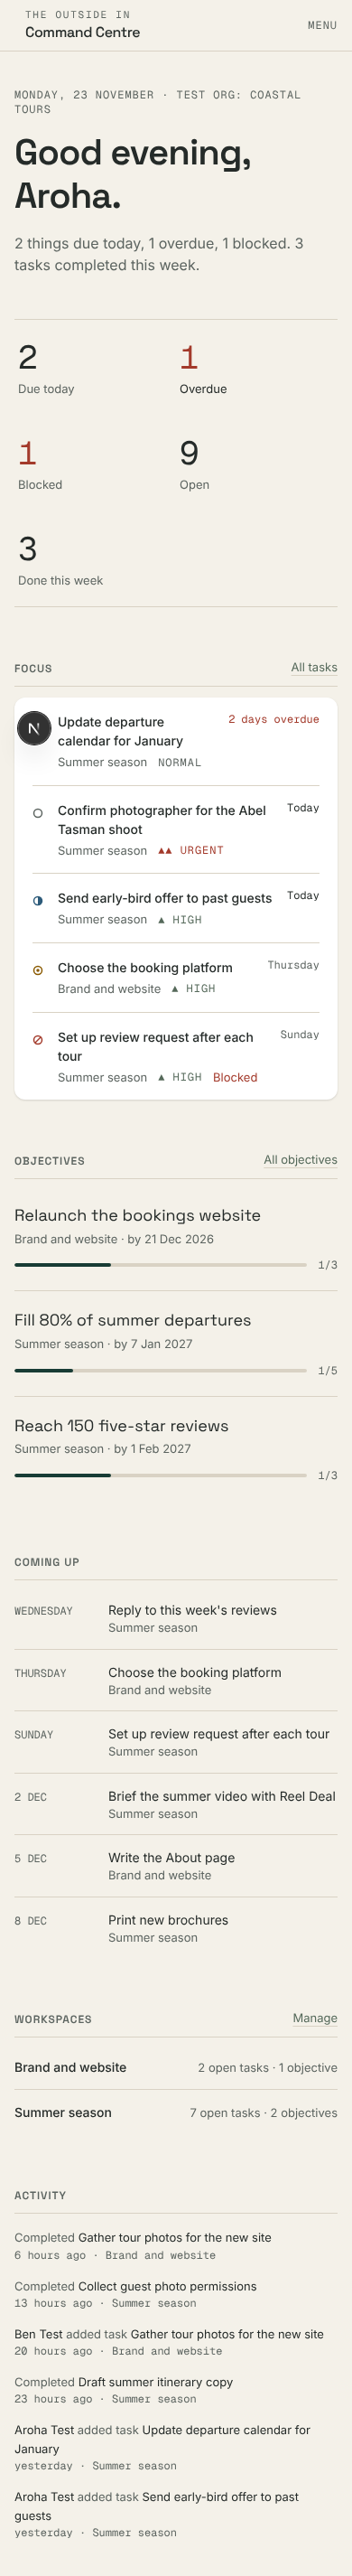 THE OUTSIDE IN
Command Centre
MENU
MONDAY, 23 NOVEMBER · TEST ORG: COASTAL
TOURS
Good evening,
Aroha.
2 things due today, 1 overdue, 1 blocked. 3
tasks completed this week.
2
Due today
1
Overdue
1
Blocked
9
Open
3
Done this week
FOCUS
All tasks
N
Update departure
calendar for January
2 days overdue
Summer season NORMAL
Confirm photographer for the Abel
Tasman shoot
Today
Summer season ▲▲ URGENT
Send early-bird offer to past guests
Today
Summer season ▲ HIGH
Choose the booking platform
Thursday
Brand and website ▲ HIGH
Set up review request after each
tour
Sunday
Summer season ▲ HIGH Blocked
OBJECTIVES
All objectives
Relaunch the bookings website
Brand and website · by 21 Dec 2026
1/3
Fill 80% of summer departures
Summer season · by 7 Jan 2027
1/5
Reach 150 five-star reviews
Summer season · by 1 Feb 2027
1/3
COMING UP
WEDNESDAY
Reply to this week's reviews
Summer season
THURSDAY
Choose the booking platform
Brand and website
SUNDAY
Set up review request after each tour
Summer season
2 DEC
Brief the summer video with Reel Deal
Summer season
5 DEC
Write the About page
Brand and website
8 DEC
Print new brochures
Summer season
WORKSPACES
Manage
Brand and website
2 open tasks · 1 objective
Summer season
7 open tasks · 2 objectives
ACTIVITY
Completed Gather tour photos for the new site
6 hours ago · Brand and website
Completed Collect guest photo permissions
13 hours ago · Summer season
Ben Test added task Gather tour photos for the new site
20 hours ago · Brand and website
Completed Draft summer itinerary copy
23 hours ago · Summer season
Aroha Test added task Update departure calendar for
January
yesterday · Summer season
Aroha Test added task Send early-bird offer to past
guests
yesterday · Summer season